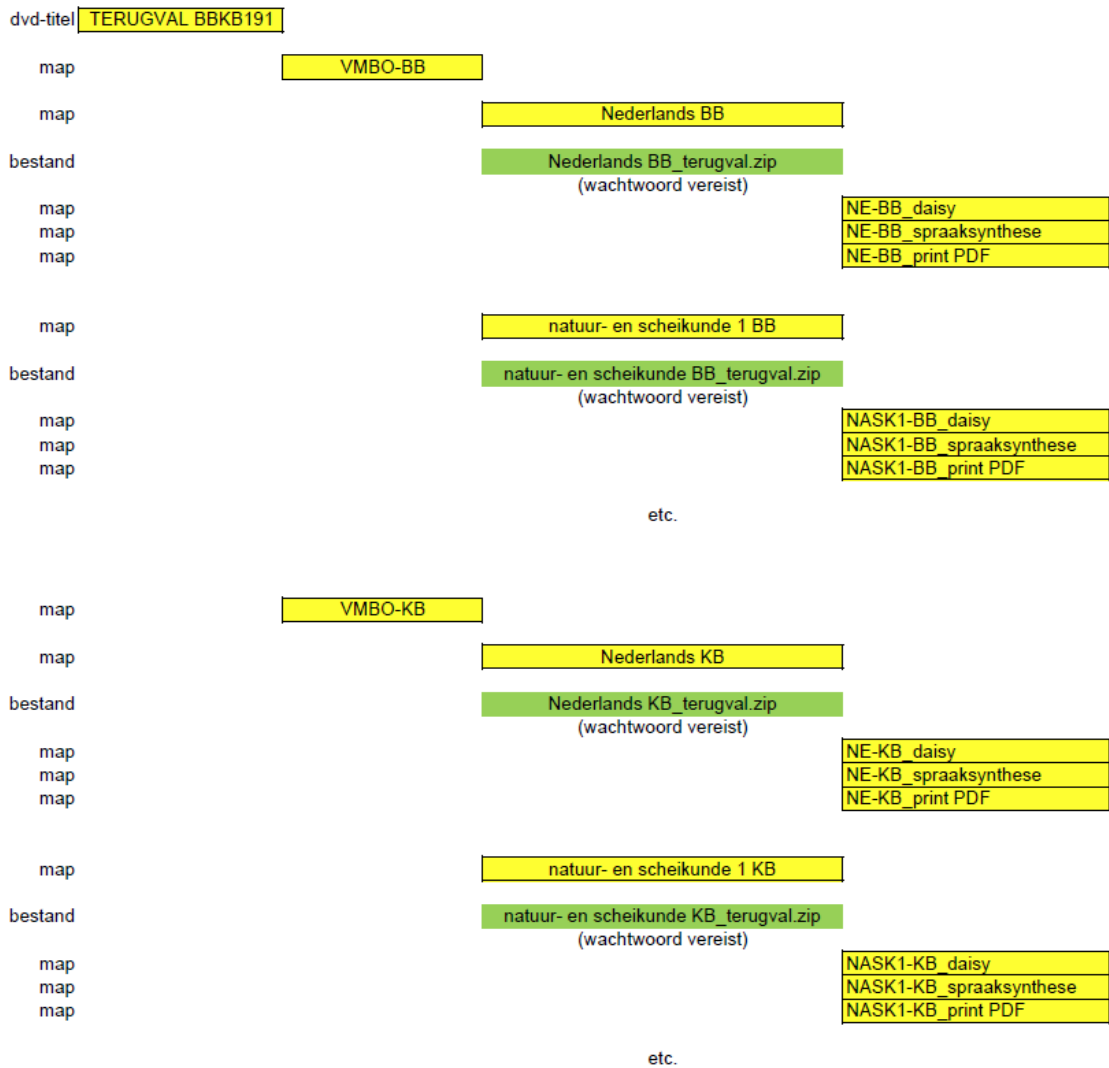 dvd-titel TERUGVAL BBKB191
map VMBO-BB
map Nederlands BB
bestand Nederlands BB_terugval.zip
(wachtwoord vereist)
map NE-BB_daisy
map NE-BB_spraaksynthese
map NE-BB_print PDF
map natuur- en scheikunde 1 BB
bestand natuur- en scheikunde BB_terugval.zip
(wachtwoord vereist)
map NASK1-BB_daisy
map NASK1-BB_spraaksynthese
map NASK1-BB_print PDF
etc.
map VMBO-KB
map Nederlands KB
bestand Nederlands KB_terugval.zip
(wachtwoord vereist)
map NE-KB_daisy
map NE-KB_spraaksynthese
map NE-KB_print PDF
map natuur- en scheikunde 1 KB
bestand natuur- en scheikunde KB_terugval.zip
(wachtwoord vereist)
map NASK1-KB_daisy
map NASK1-KB_spraaksynthese
map NASK1-KB_print PDF
etc.